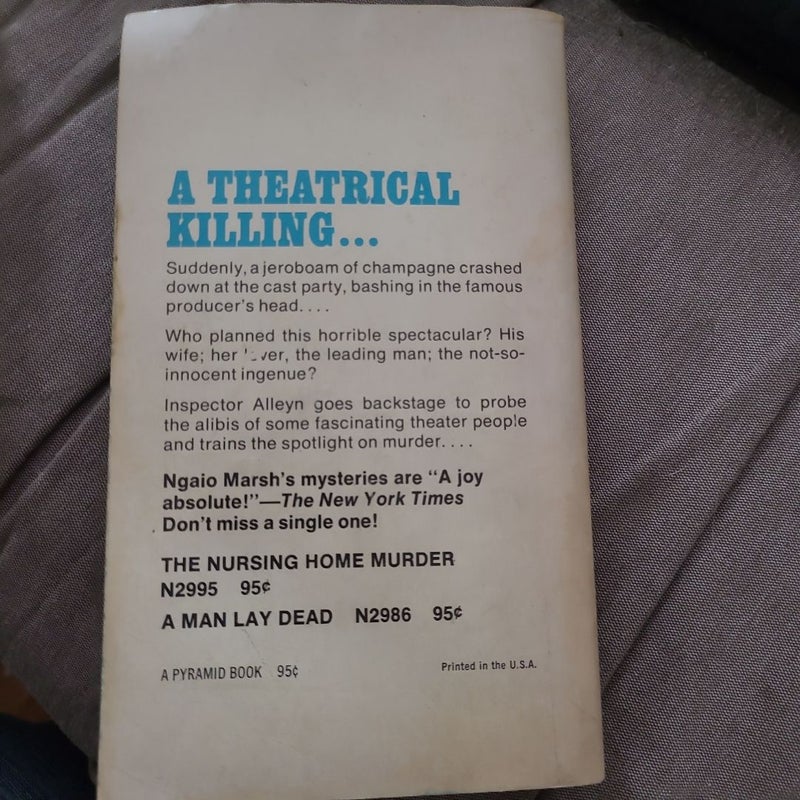 A THEATRICAL
KILLING...
Suddenly, a jeroboam of champagne crashed
down at the cast party, bashing in the famous
producer's head....
Who planned this horrible spectacular? His
wife; her lover, the leading man; the not-so-
innocent ingenue?
Inspector Alleyn goes backstage to probe
the alibis of some fascinating theater people
and trains the spotlight on murder....
Ngaio Marsh's mysteries are "A joy
absolute!"—The New York Times
Don't miss a single one!
THE NURSING HOME MURDER
N2995 95¢
A MAN LAY DEAD N2986 95¢
A PYRAMID BOOK 95¢
Printed in the U.S.A.